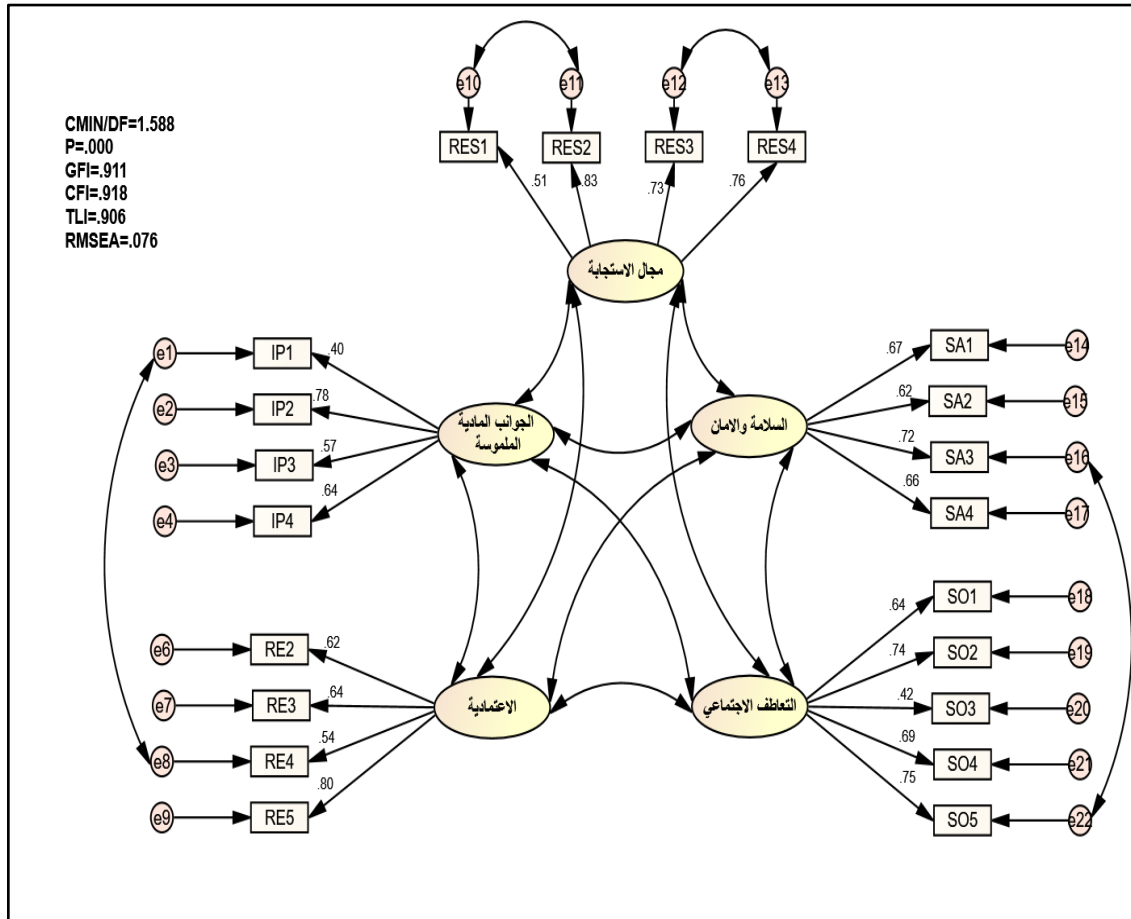 e10
e11
e12
e13
CMIN/DF=1.588
P=.000
GFI=.911
CFI=.918
TLI=.906
RMSEA=.076
RES1
RES2
RES3
RES4
.51
.83
.73
.76
مجال الاستجابة
e1
IP1
.40
e2
IP2
.78
e3
IP3
.57
e4
IP4
.64
الجوانب المادية
الملموسة
السلامة والامان
.67
SA1
e14
.62
SA2
e15
.72
SA3
e16
.66
SA4
e17
e6
RE2
.62
e7
RE3
.64
e8
RE4
.54
e9
RE5
.80
الاعتمادية
التعاطف الاجتماعي
.64
SO1
e18
.74
SO2
e19
.42
SO3
e20
.69
SO4
e21
.75
SO5
e22